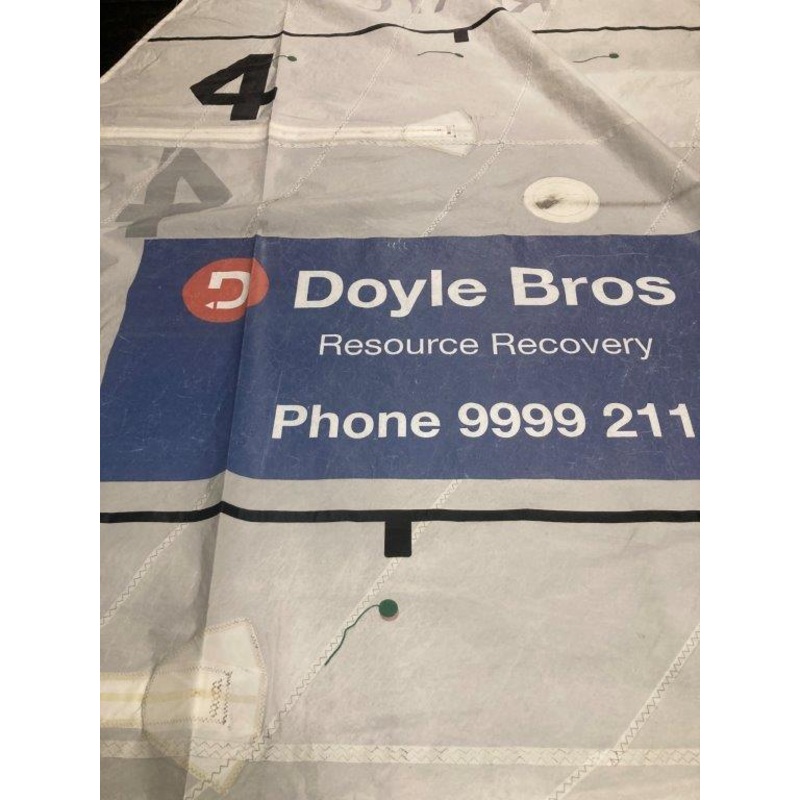 4
4
D
Doyle Bros
Resource Recovery
Phone 9999 211